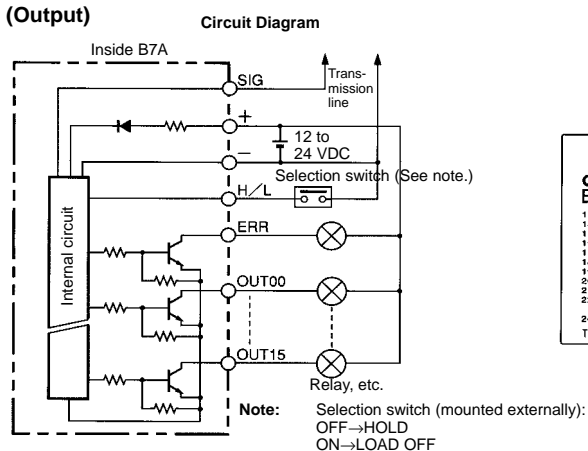 (Output)
Circuit Diagram
Inside B7A
SIG
Trans-
mission
line
+
12 to
24 VDC
−
Selection switch (See note.)
H/L
ERR
Internal circuit
OUT00
OUT15
Relay, etc.
Note: Selection switch (mounted externally):
OFF→HOLD
ON→LOAD OFF